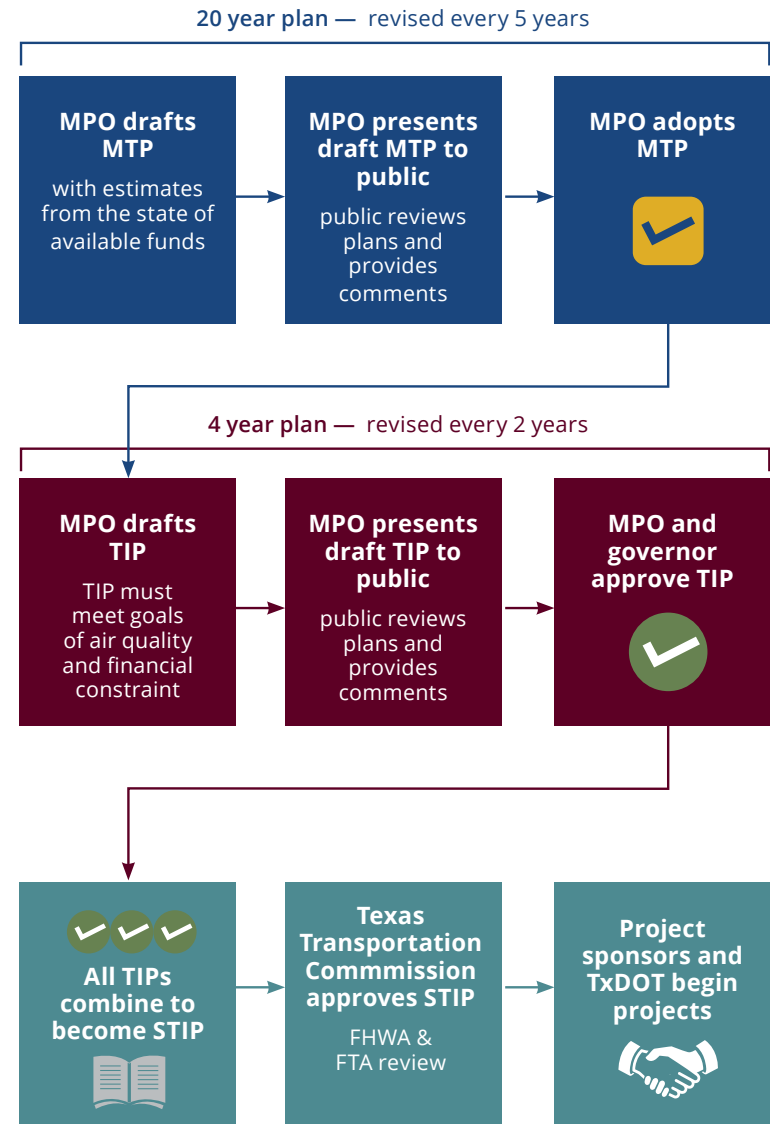 20 year plan — revised every 5 years
MPO drafts
MTP
with estimates
from the state of
available funds
MPO presents
draft MTP to
public
public reviews
plans and
provides
comments
MPO adopts
MTP
4 year plan — revised every 2 years
MPO drafts
TIP
TIP must
meet goals
of air quality
and financial
constraint
MPO presents
draft TIP to
public
public reviews
plans and
provides
comments
MPO and
governor
approve TIP
All TIPs
combine to
become STIP
Texas
Transportation
Commmission
approves STIP
FHWA &
FTA review
Project
sponsors and
TxDOT begin
projects